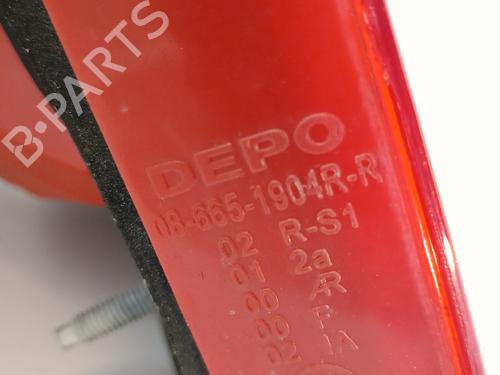 B-PARTS
DEPO
08-665-1904R-R
02 R-S1
01 2a
00 AR
00 F
02 IA